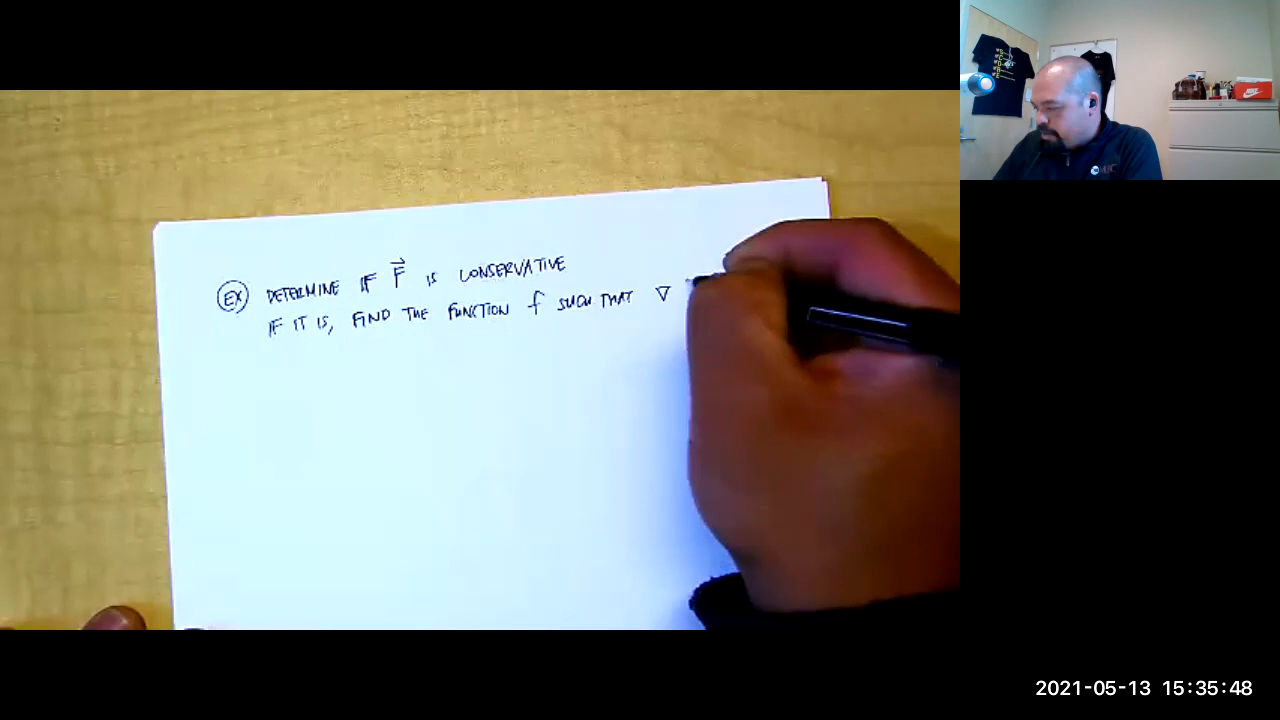 EX DETERMINE IF F⃗ IS CONSERVATIVE
IF IT IS, FIND THE FUNCTION f SUCH THAT ∇
NIKE
2021-05-13 15:35:48